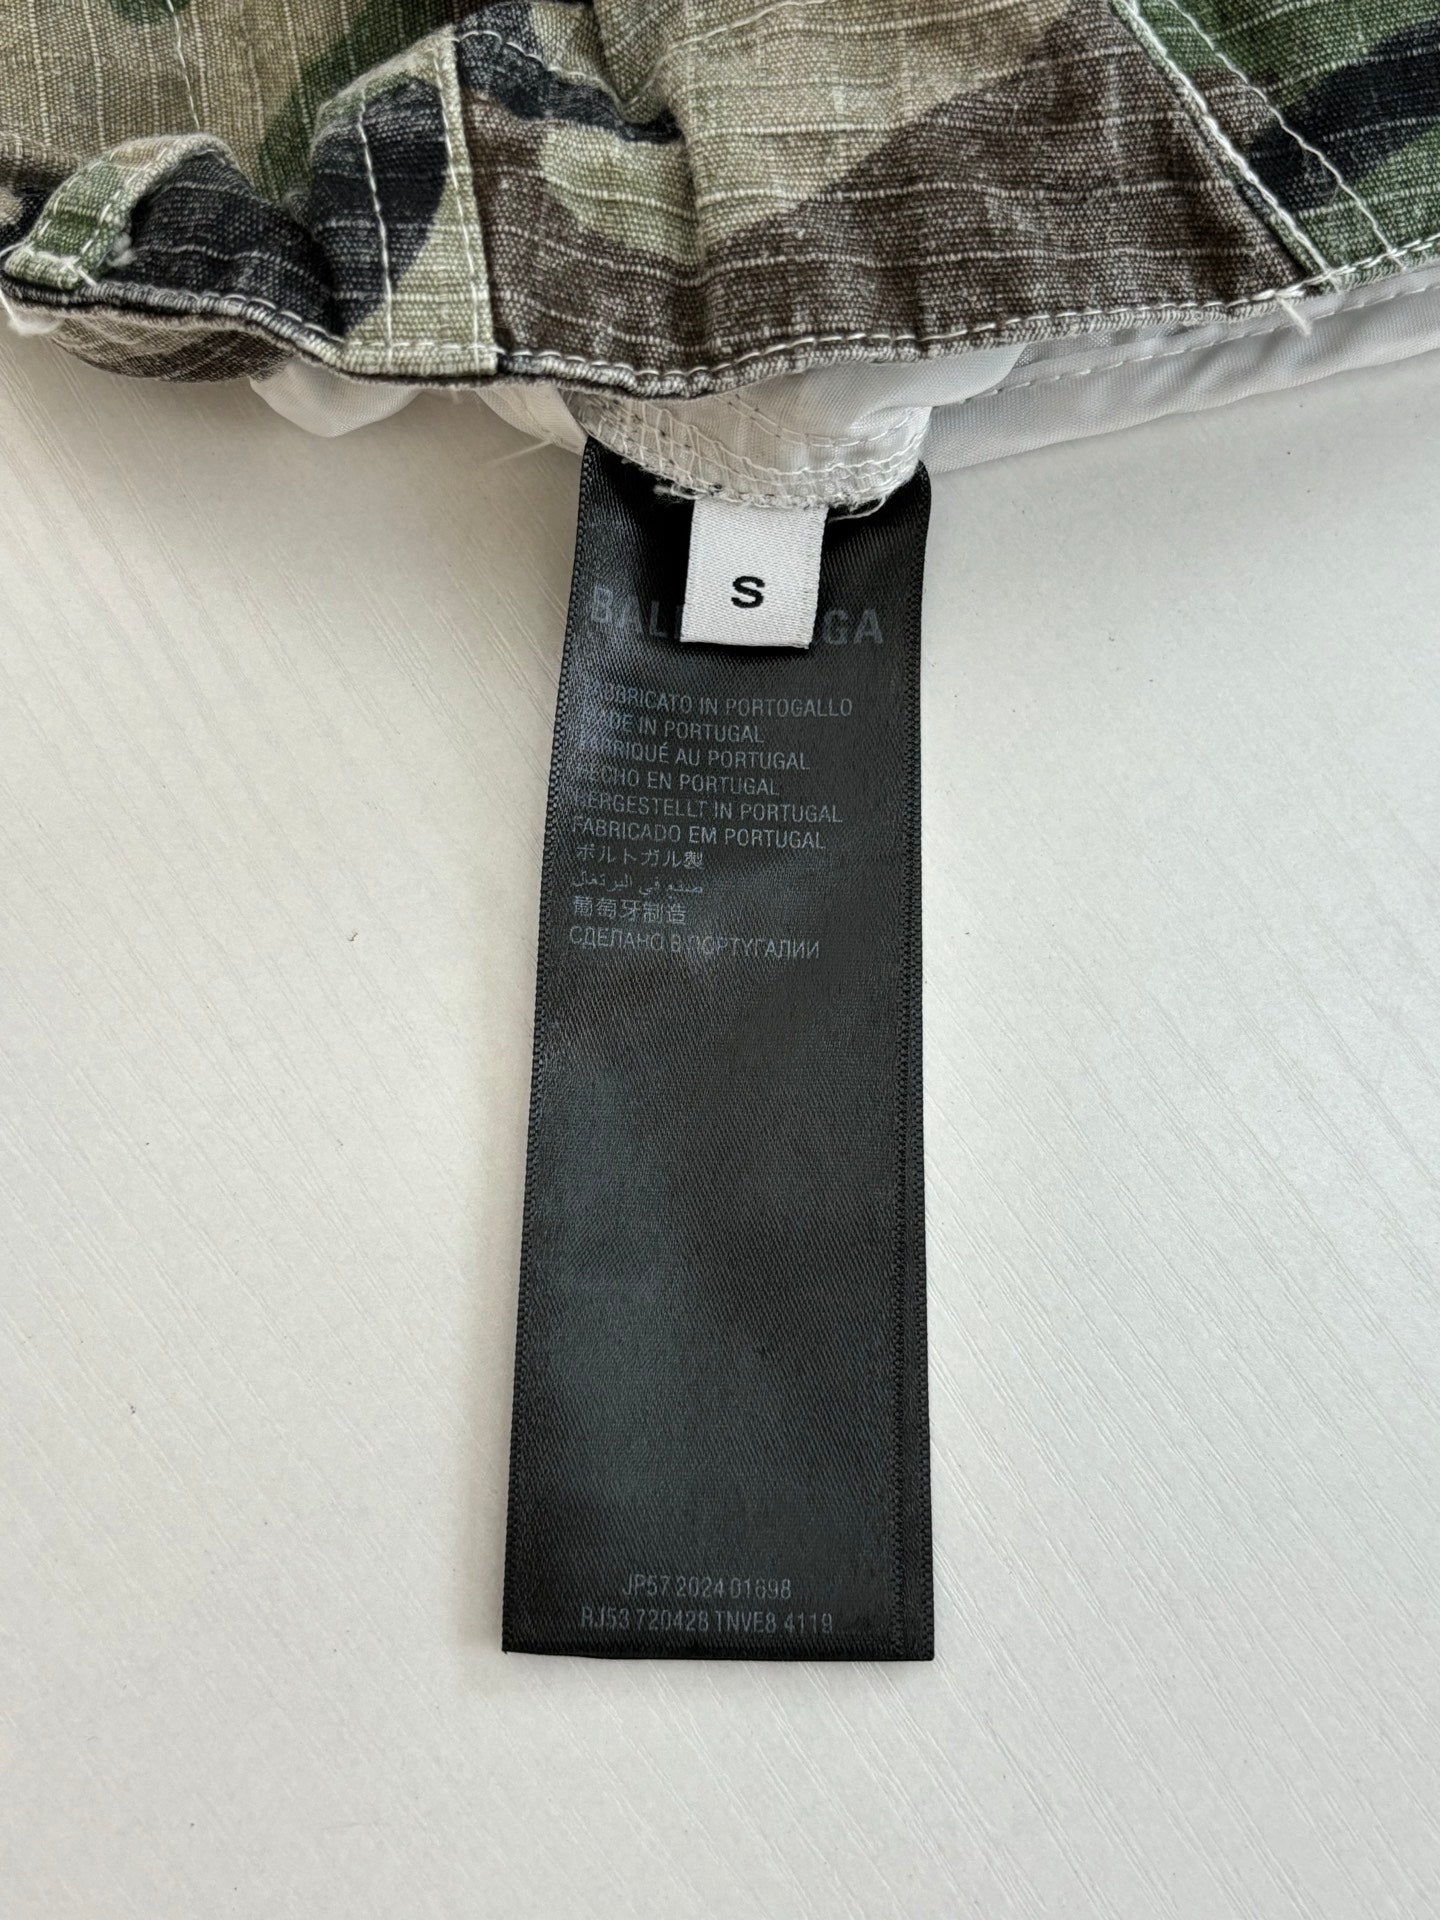 S
FABRICATO IN PORTOGALLO
MADE IN PORTUGAL
FABRIQUÉ AU PORTUGAL
HECHO EN PORTUGAL
HERGESTELLT IN PORTUGAL
FABRICADO EM PORTUGAL
ポルトガル製
صنع في البرتغال
葡萄牙制造
СДЕЛАНО В ПОРТУГАЛИИ
JP57 2024 01698
RJ53 720428 TNVE8 4119